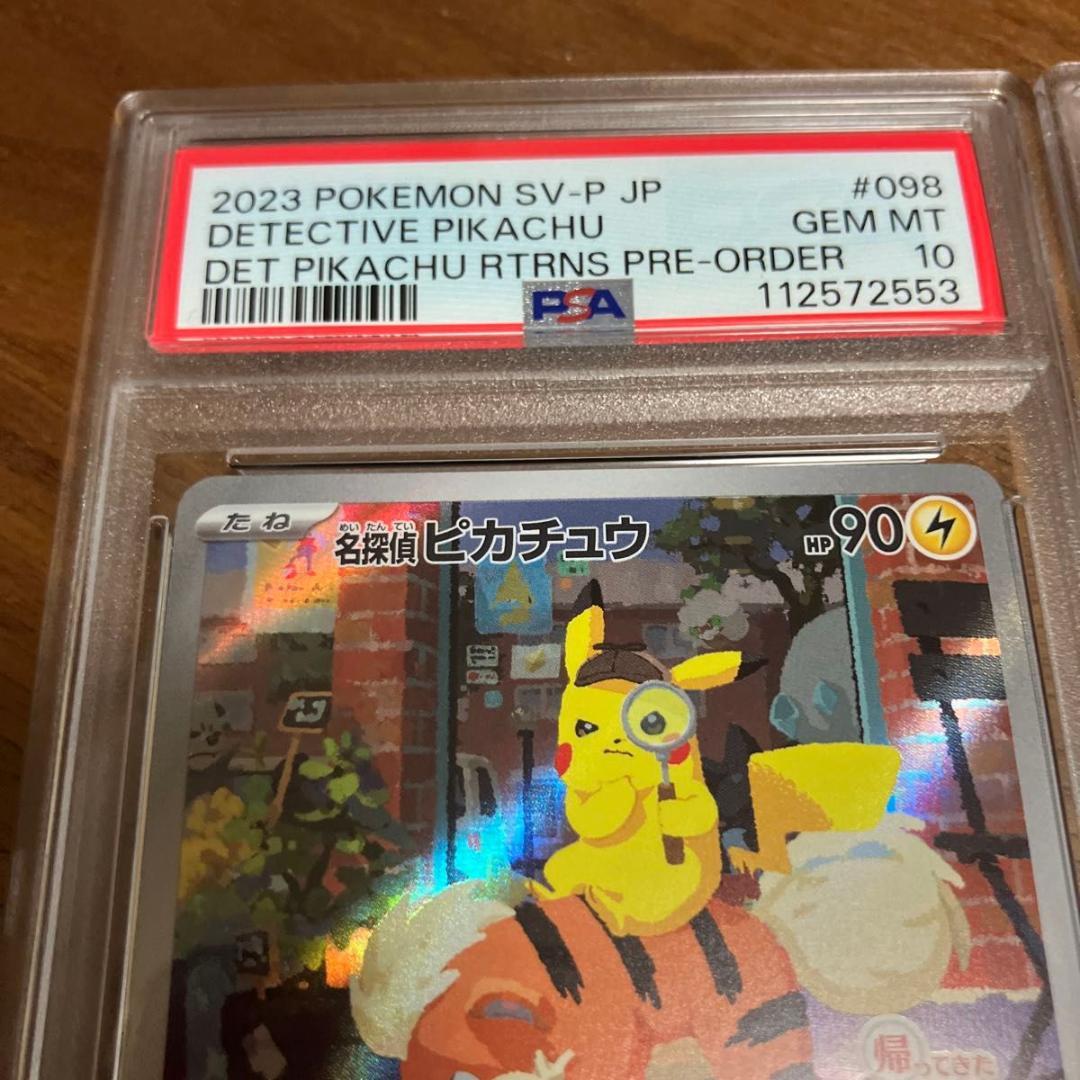 2023 POKEMON SV-P JP #098
DETECTIVE PIKACHU GEM MT
DET PIKACHU RTRNS PRE-ORDER 10
PSA 112572553
たね
めいたんてい
名探偵ピカチュウ HP90
帰ってきた